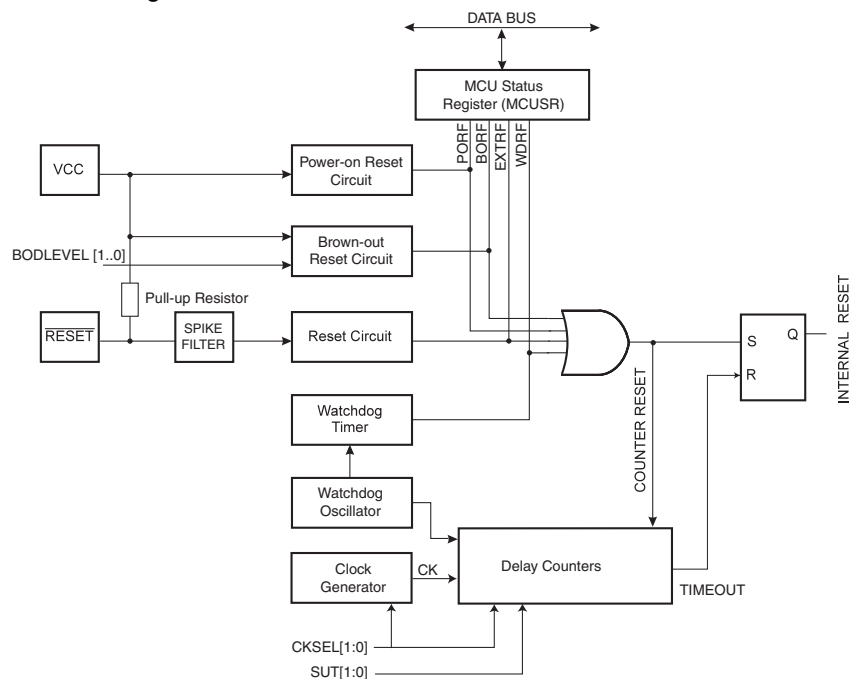 DATA BUS
MCU Status
Register (MCUSR)
PORF
BORF
EXTRF
WDRF
VCC
Power-on Reset
Circuit
BODLEVEL [1..0]
Brown-out
Reset Circuit
Pull-up Resistor
RESET
SPIKE
FILTER
Reset Circuit
S
Q
R
INTERNAL RESET
Watchdog
Timer
COUNTER RESET
Watchdog
Oscillator
Clock
Generator
CK
Delay Counters
TIMEOUT
CKSEL[1:0]
SUT[1:0]